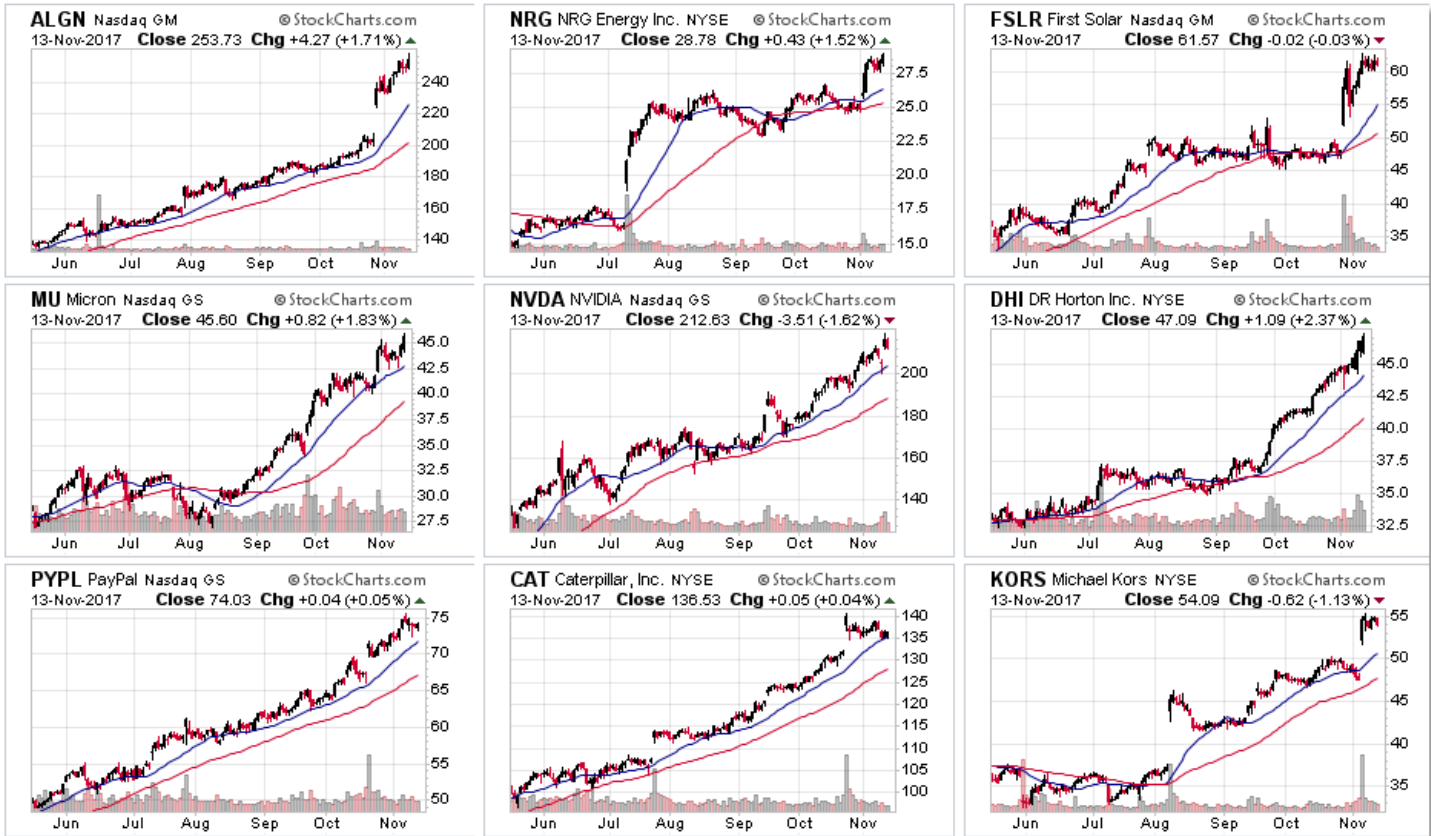 ALGN Nasdaq GM © StockCharts.com
13-Nov-2017 Close 253.73 Chg +4.27 (+1.71%)
240
220
200
180
160
140
Jun Jul Aug Sep Oct Nov
NRG NRG Energy Inc. NYSE © StockCharts.com
13-Nov-2017 Close 28.78 Chg +0.43 (+1.52%)
27.5
25.0
22.5
20.0
17.5
15.0
Jun Jul Aug Sep Oct Nov
FSLR First Solar Nasdaq GM © StockCharts.com
13-Nov-2017 Close 61.57 Chg -0.02 (-0.03%)
60
55
50
45
40
35
Jun Jul Aug Sep Oct Nov
MU Micron Nasdaq GS © StockCharts.com
13-Nov-2017 Close 45.60 Chg +0.82 (+1.83%)
45.0
42.5
40.0
37.5
35.0
32.5
30.0
27.5
Jun Jul Aug Sep Oct Nov
NVDA NVIDIA Nasdaq GS © StockCharts.com
13-Nov-2017 Close 212.63 Chg -3.51 (-1.62%)
200
180
160
140
Jun Jul Aug Sep Oct Nov
DHI DR Horton Inc. NYSE © StockCharts.com
13-Nov-2017 Close 47.09 Chg +1.09 (+2.37%)
45.0
42.5
40.0
37.5
35.0
32.5
Jun Jul Aug Sep Oct Nov
PYPL PayPal Nasdaq GS © StockCharts.com
13-Nov-2017 Close 74.03 Chg +0.04 (+0.05%)
75
70
65
60
55
50
Jun Jul Aug Sep Oct Nov
CAT Caterpillar, Inc. NYSE © StockCharts.com
13-Nov-2017 Close 136.53 Chg +0.05 (+0.04%)
140
135
130
125
120
115
110
105
100
Jun Jul Aug Sep Oct Nov
KORS Michael Kors NYSE © StockCharts.com
13-Nov-2017 Close 54.09 Chg -0.62 (-1.13%)
55
50
45
40
35
Jun Jul Aug Sep Oct Nov